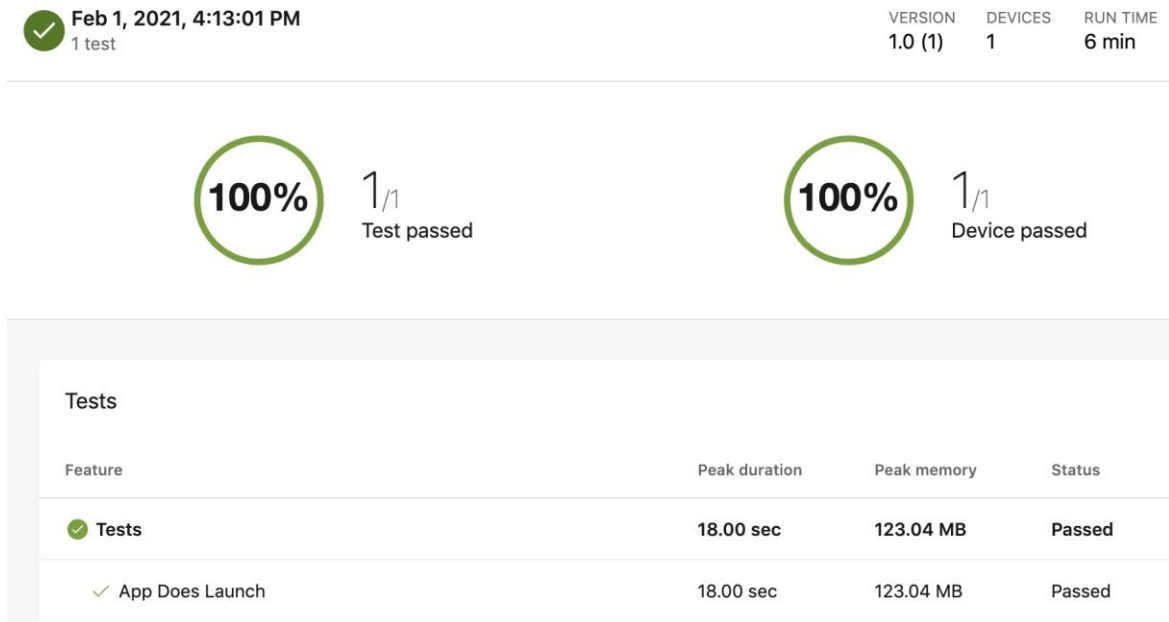 Feb 1, 2021, 4:13:01 PM
1 test
VERSION DEVICES RUN TIME
1.0 (1) 1 6 min
100% 1/1 100% 1/1
Test passed Device passed
Tests
Feature Peak duration Peak memory Status
Tests 18.00 sec 123.04 MB Passed
App Does Launch 18.00 sec 123.04 MB Passed